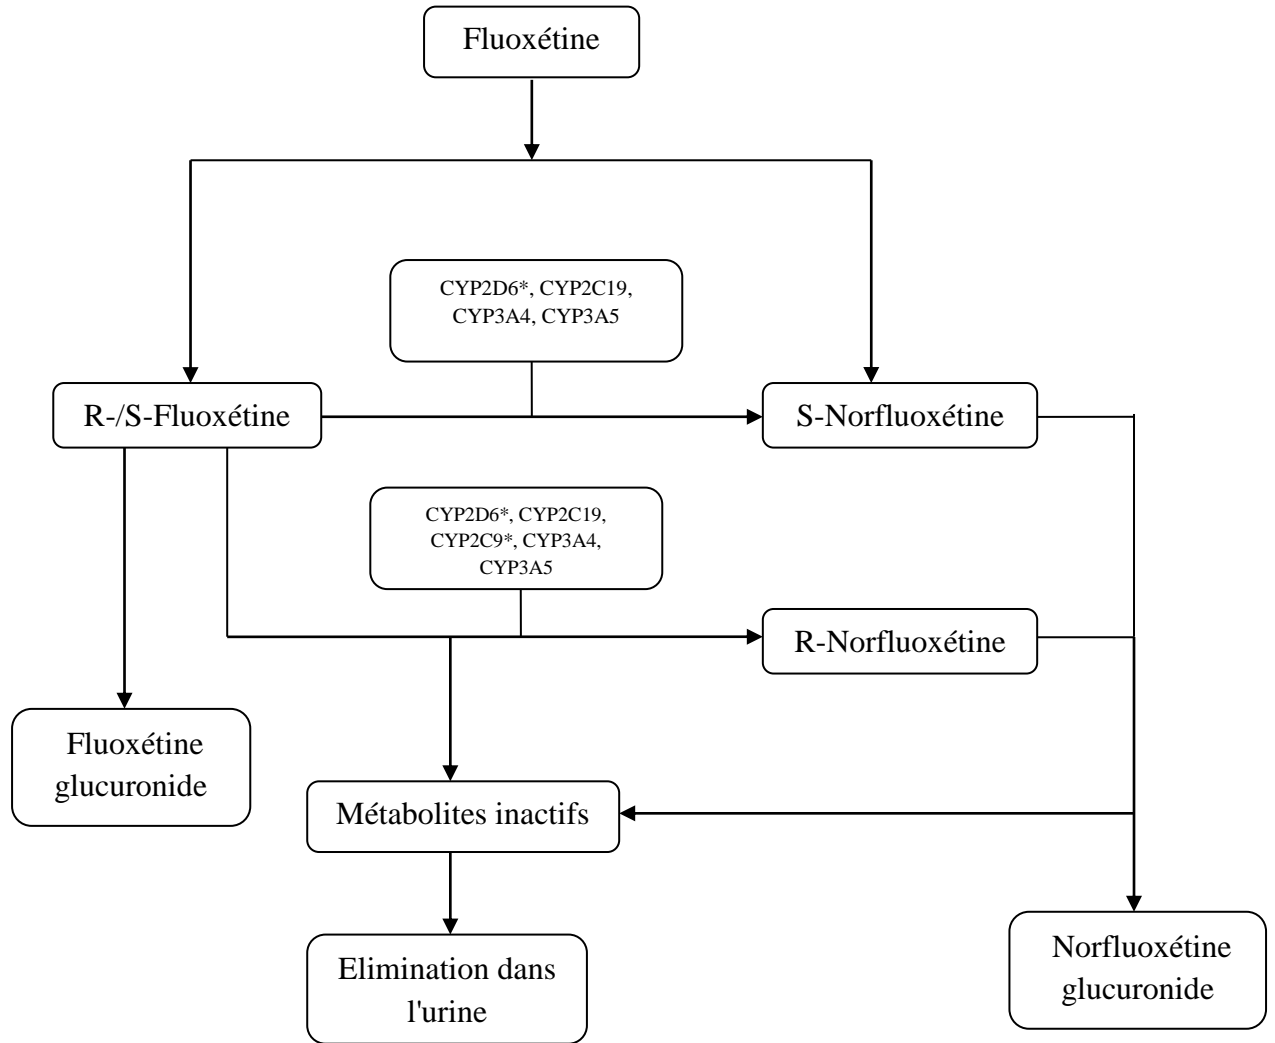 Fluoxétine
CYP2D6*, CYP2C19,
CYP3A4, CYP3A5
R-/S-Fluoxétine
S-Norfluoxétine
CYP2D6*, CYP2C19,
CYP2C9*, CYP3A4,
CYP3A5
R-Norfluoxétine
Fluoxétine
glucuronide
Métabolites inactifs
Elimination dans
l'urine
Norfluoxétine
glucuronide